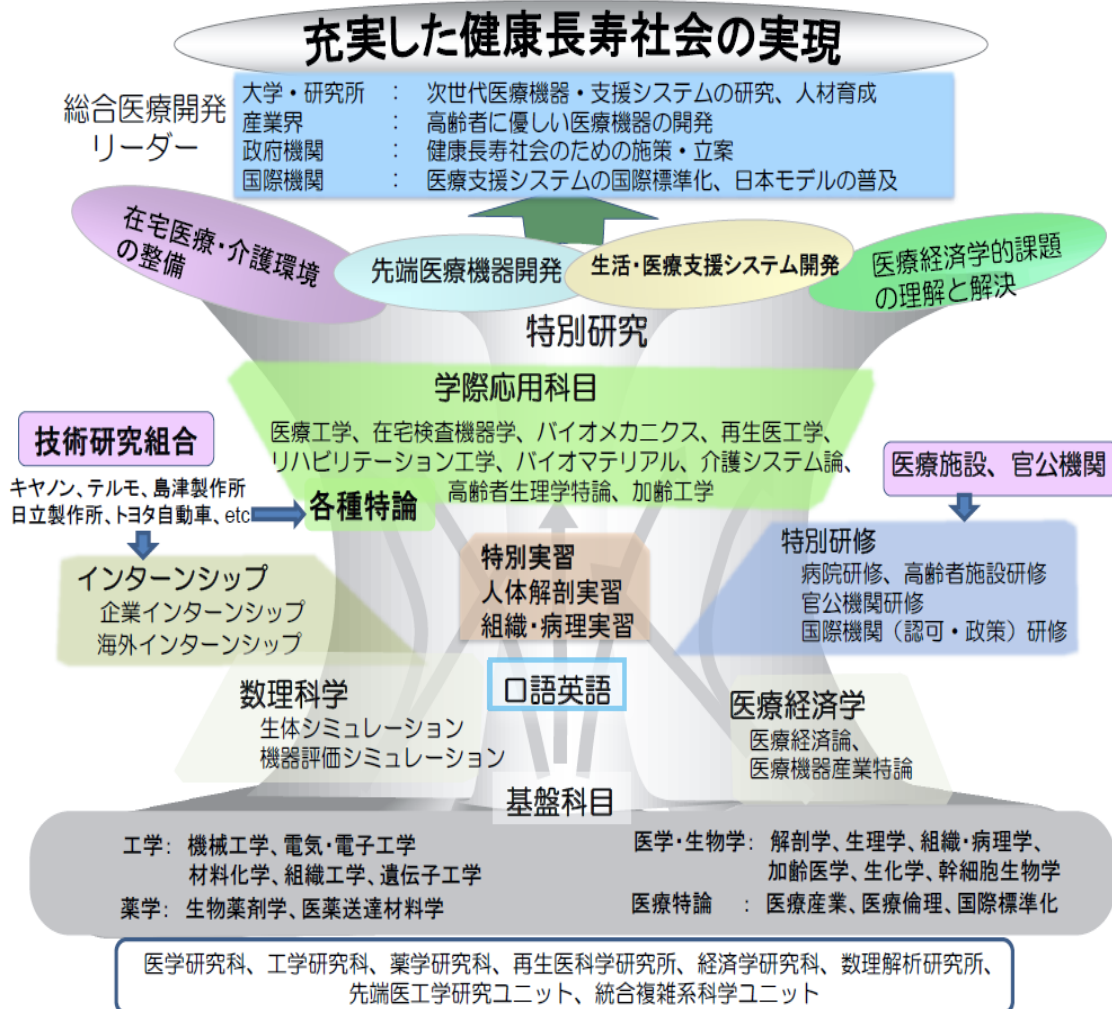 充実した健康長寿社会の実現
総合医療開発
リーダー
大学・研究所 : 次世代医療機器・支援システムの研究、人材育成
産業界 : 高齢者に優しい医療機器の開発
政府機関 : 健康長寿社会のための施策・立案
国際機関 : 医療支援システムの国際標準化、日本モデルの普及
在宅医療・介護環境
の整備
先端医療機器開発
生活・医療支援システム開発
医療経済学的課題
の理解と解決
特別研究
学際応用科目
医療工学、在宅検査機器学、バイオメカニクス、再生医工学、
リハビリテーション工学、バイオマテリアル、介護システム論、
高齢者生理学特論、加齢工学
技術研究組合
キヤノン、テルモ、島津製作所
日立製作所、トヨタ自動車、etc
各種特論
医療施設、官公機関
インターンシップ
企業インターンシップ
海外インターンシップ
特別実習
人体解剖実習
組織・病理実習
特別研修
病院研修、高齢者施設研修
官公機関研修
国際機関（認可・政策）研修
数理科学
生体シミュレーション
機器評価シミュレーション
口語英語
医療経済学
医療経済論、
医療機器産業特論
基盤科目
工学: 機械工学、電気・電子工学
材料化学、組織工学、遺伝子工学
薬学: 生物薬剤学、医薬送達材料学
医学・生物学: 解剖学、生理学、組織・病理学、
加齢医学、生化学、幹細胞生物学
医療特論 : 医療産業、医療倫理、国際標準化
医学研究科、工学研究科、薬学研究科、再生医科学研究所、経済学研究科、数理解析研究所、
先端医工学研究ユニット、統合複雑系科学ユニット